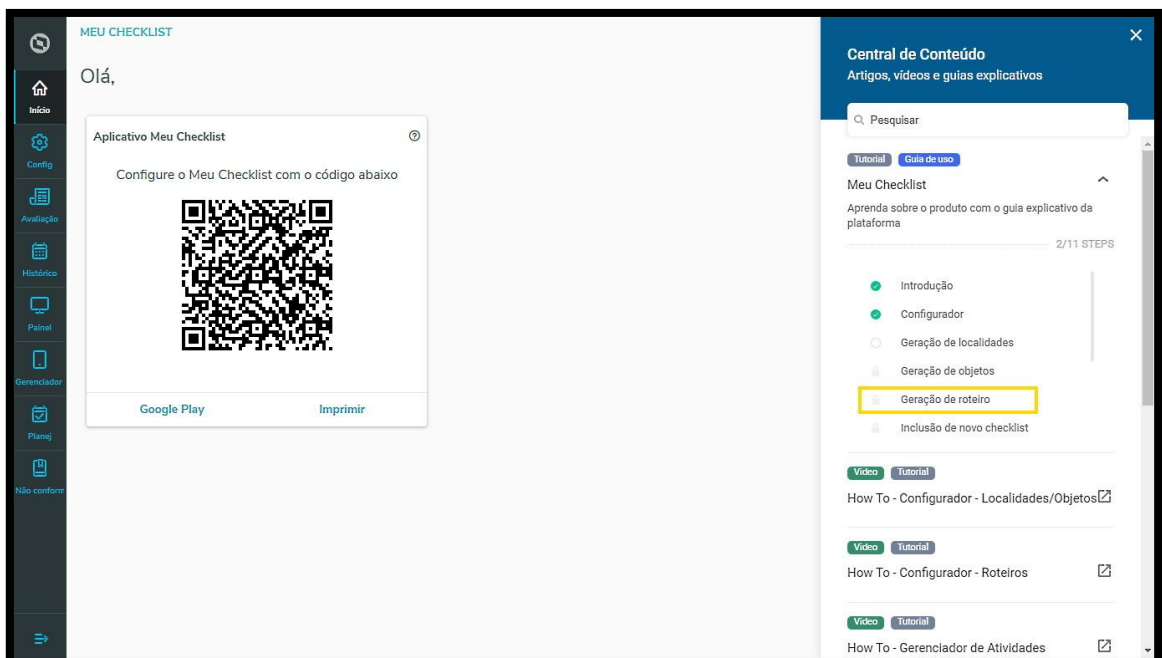 MEU CHECKLIST
Olá,
Início
Config
Avaliação
Histórico
Painel
Gerenciador
Planej
Não conform
Aplicativo Meu Checklist
Configure o Meu Checklist com o código abaixo
Google Play
Imprimir
Central de Conteúdo
Artigos, vídeos e guias explicativos
Pesquisar
Tutorial Guia de uso
Meu Checklist
Aprenda sobre o produto com o guia explicativo da
plataforma
2/11 STEPS
Introdução
Configurador
Geração de localidades
Geração de objetos
Geração de roteiro
Inclusão de novo checklist
Vídeo Tutorial
How To - Configurador - Localidades/Objetos
Vídeo Tutorial
How To - Configurador - Roteiros
Vídeo Tutorial
How To - Gerenciador de Atividades